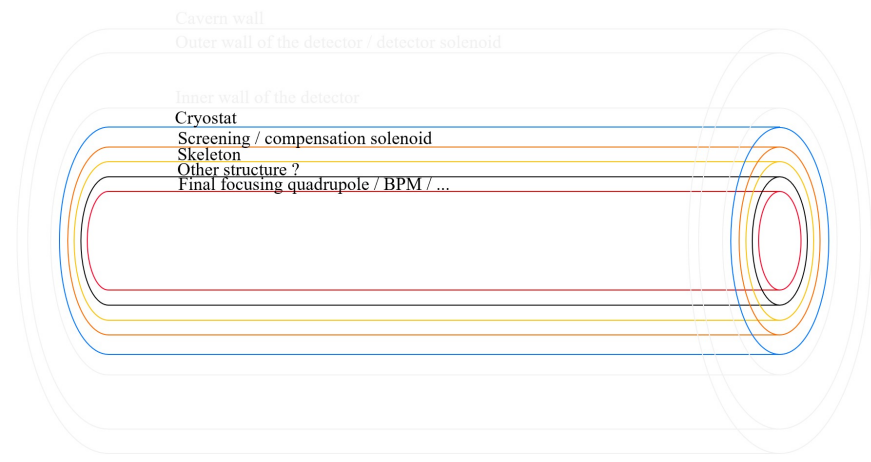 Cavern wall
Outer wall of the detector / detector solenoid
Inner wall of the detector
Cryostat
Screening / compensation solenoid
Skeleton
Other structure ?
Final focusing quadrupole / BPM / ...